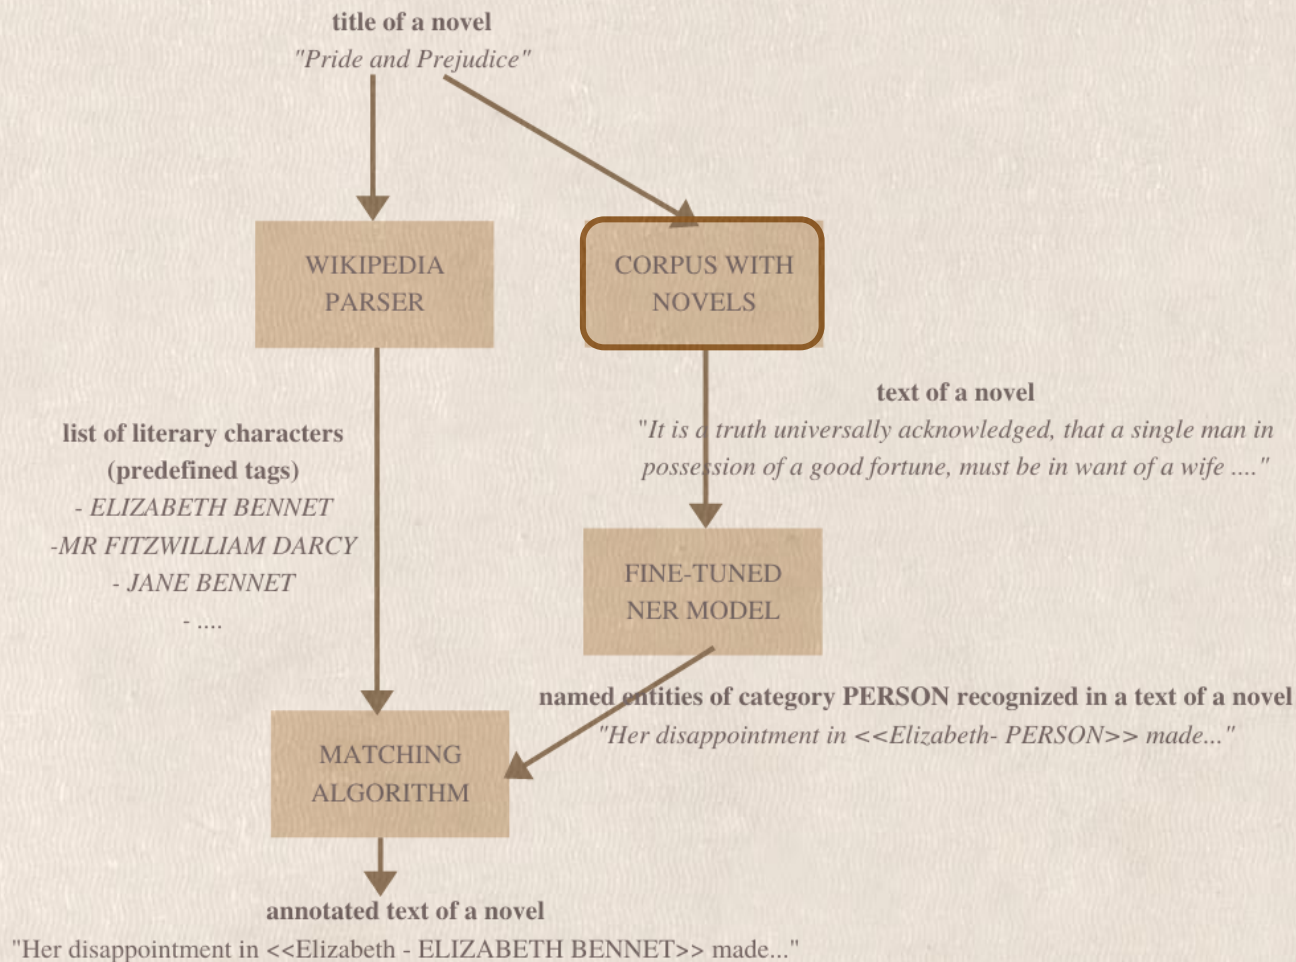 title of a novel
"Pride and Prejudice"
WIKIPEDIA
PARSER
CORPUS WITH
NOVELS
list of literary characters
(predefined tags)
- ELIZABETH BENNET
-MR FITZWILLIAM DARCY
- JANE BENNET
- ....
text of a novel
"It is a truth universally acknowledged, that a single man in
possession of a good fortune, must be in want of a wife ...."
FINE-TUNED
NER MODEL
named entities of category PERSON recognized in a text of a novel
"Her disappointment in <<Elizabeth- PERSON>> made..."
MATCHING
ALGORITHM
annotated text of a novel
"Her disappointment in <<Elizabeth - ELIZABETH BENNET>> made..."